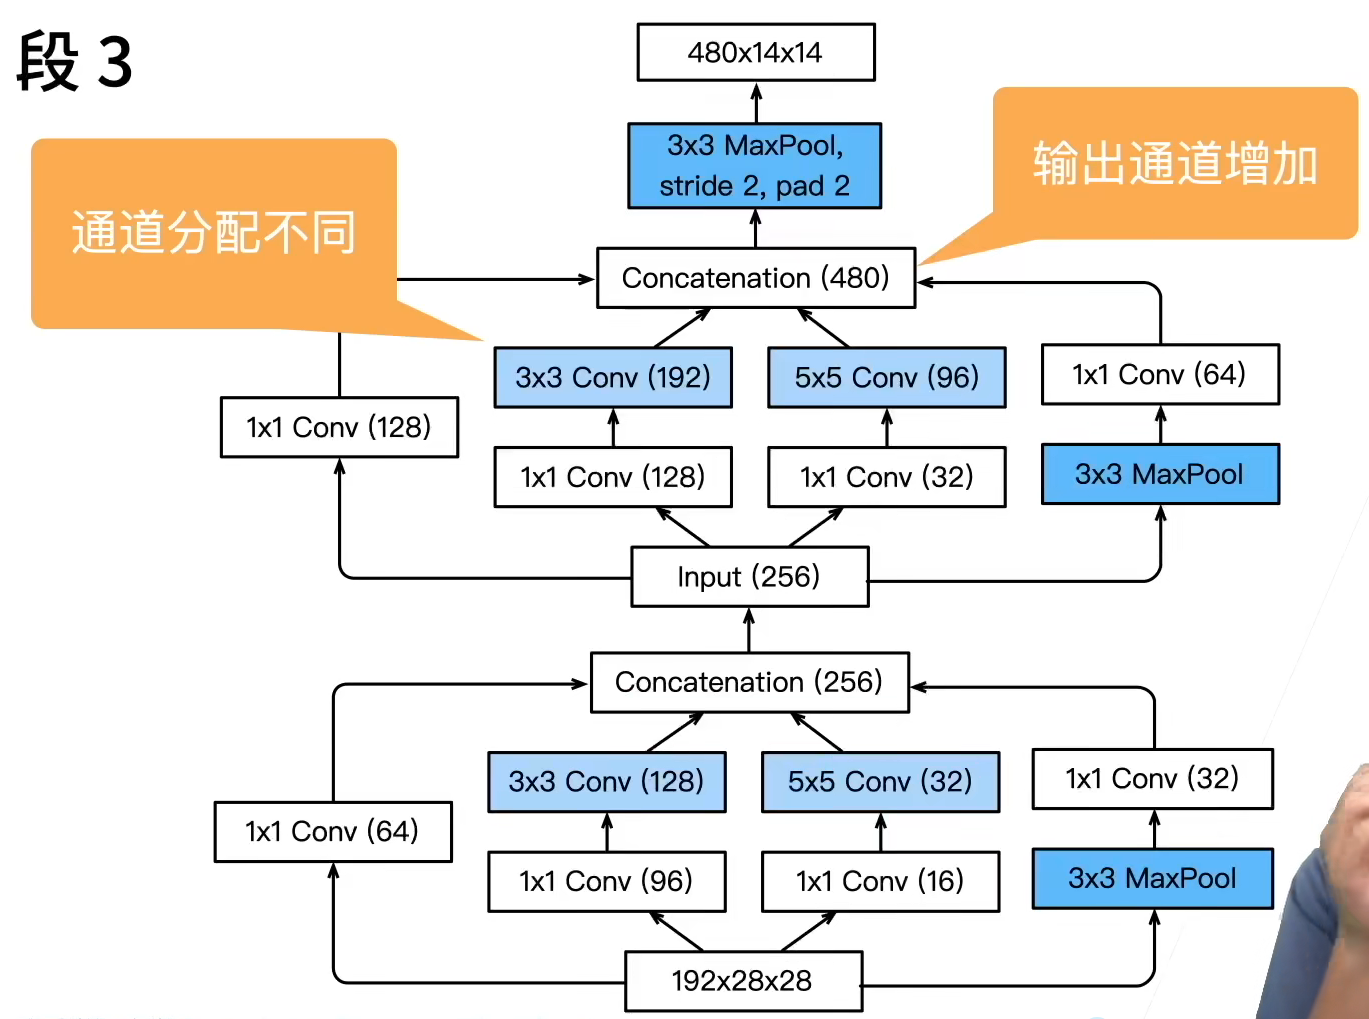 段 3
480x14x14
3x3 MaxPool,
stride 2, pad 2
输出通道增加
通道分配不同
Concatenation (480)
3x3 Conv (192)
5x5 Conv (96)
1x1 Conv (64)
1x1 Conv (128)
1x1 Conv (128)
1x1 Conv (32)
3x3 MaxPool
Input (256)
Concatenation (256)
3x3 Conv (128)
5x5 Conv (32)
1x1 Conv (32)
1x1 Conv (64)
1x1 Conv (96)
1x1 Conv (16)
3x3 MaxPool
192x28x28